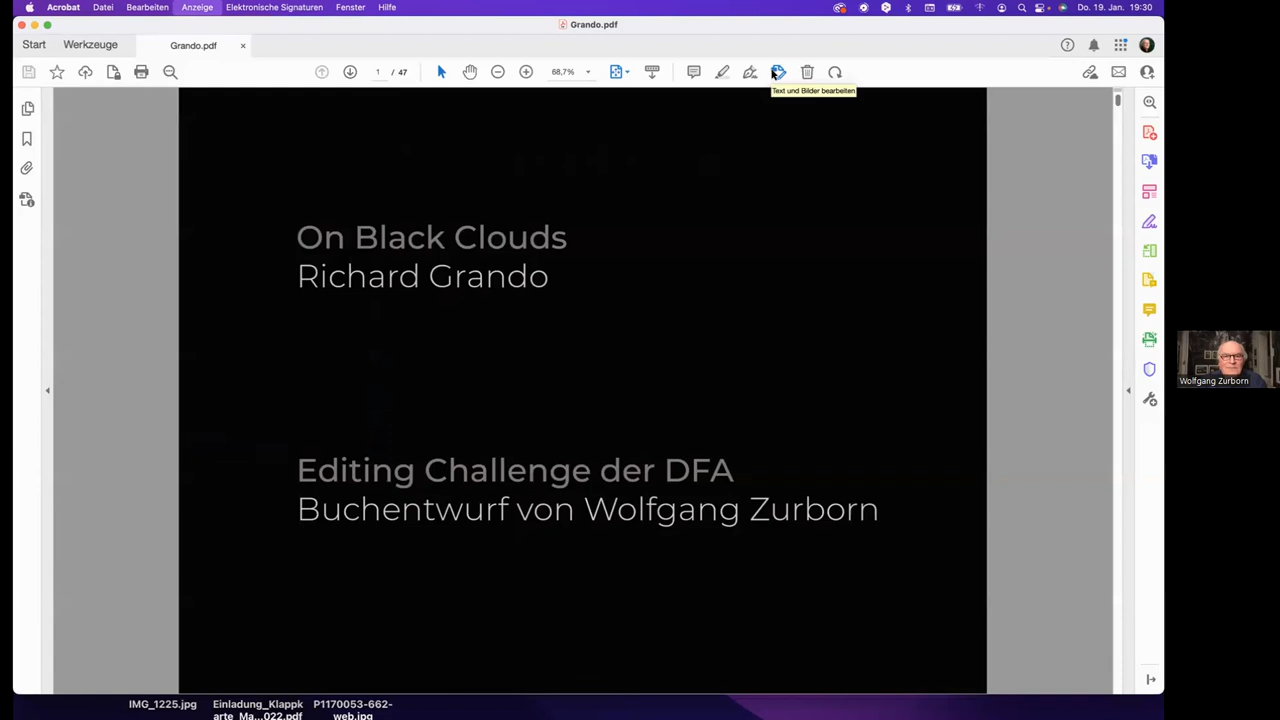 Acrobat Datei Bearbeiten Anzeige Elektronische Signaturen Fenster Hilfe Do. 19. Jan. 19:30
Grando.pdf
Start Werkzeuge Grando.pdf ×
1 / 47 68,7%
Text und Bilder bearbeiten
On Black Clouds
Richard Grando
Wolfgang Zurborn
Editing Challenge der DFA
Buchentwurf von Wolfgang Zurborn
IMG_1225.jpg Einladung_Klappk P1170053-662-
arte_Ma...022.pdf web.jpg